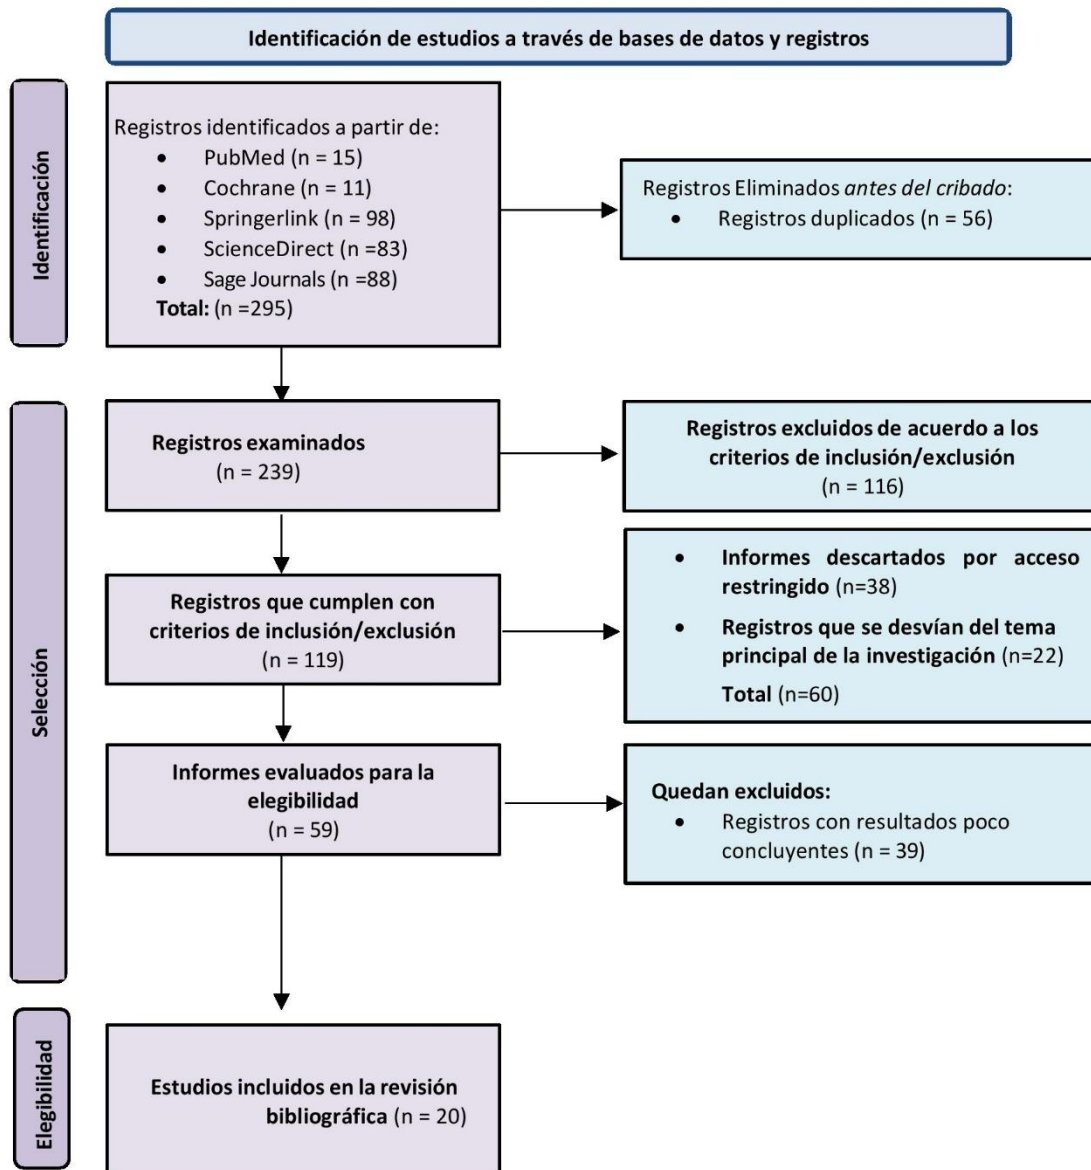 Identificación de estudios a través de bases de datos y registros
Identificación
Registros identificados a partir de:
• PubMed (n = 15)
• Cochrane (n = 11)
• Springerlink (n = 98)
• ScienceDirect (n =83)
• Sage Journals (n =88)
Total: (n =295)
Registros Eliminados antes del cribado:
• Registros duplicados (n = 56)
Selección
Registros examinados
(n = 239)
Registros excluidos de acuerdo a los
criterios de inclusión/exclusión
(n = 116)
Registros que cumplen con
criterios de inclusión/exclusión
(n = 119)
• Informes descartados por acceso
restringido (n=38)
• Registros que se desvían del tema
principal de la investigación (n=22)
Total (n=60)
Informes evaluados para la
elegibilidad
(n = 59)
Quedan excluidos:
• Registros con resultados poco
concluyentes (n = 39)
Elegibilidad
Estudios incluidos en la revisión
bibliográfica (n = 20)